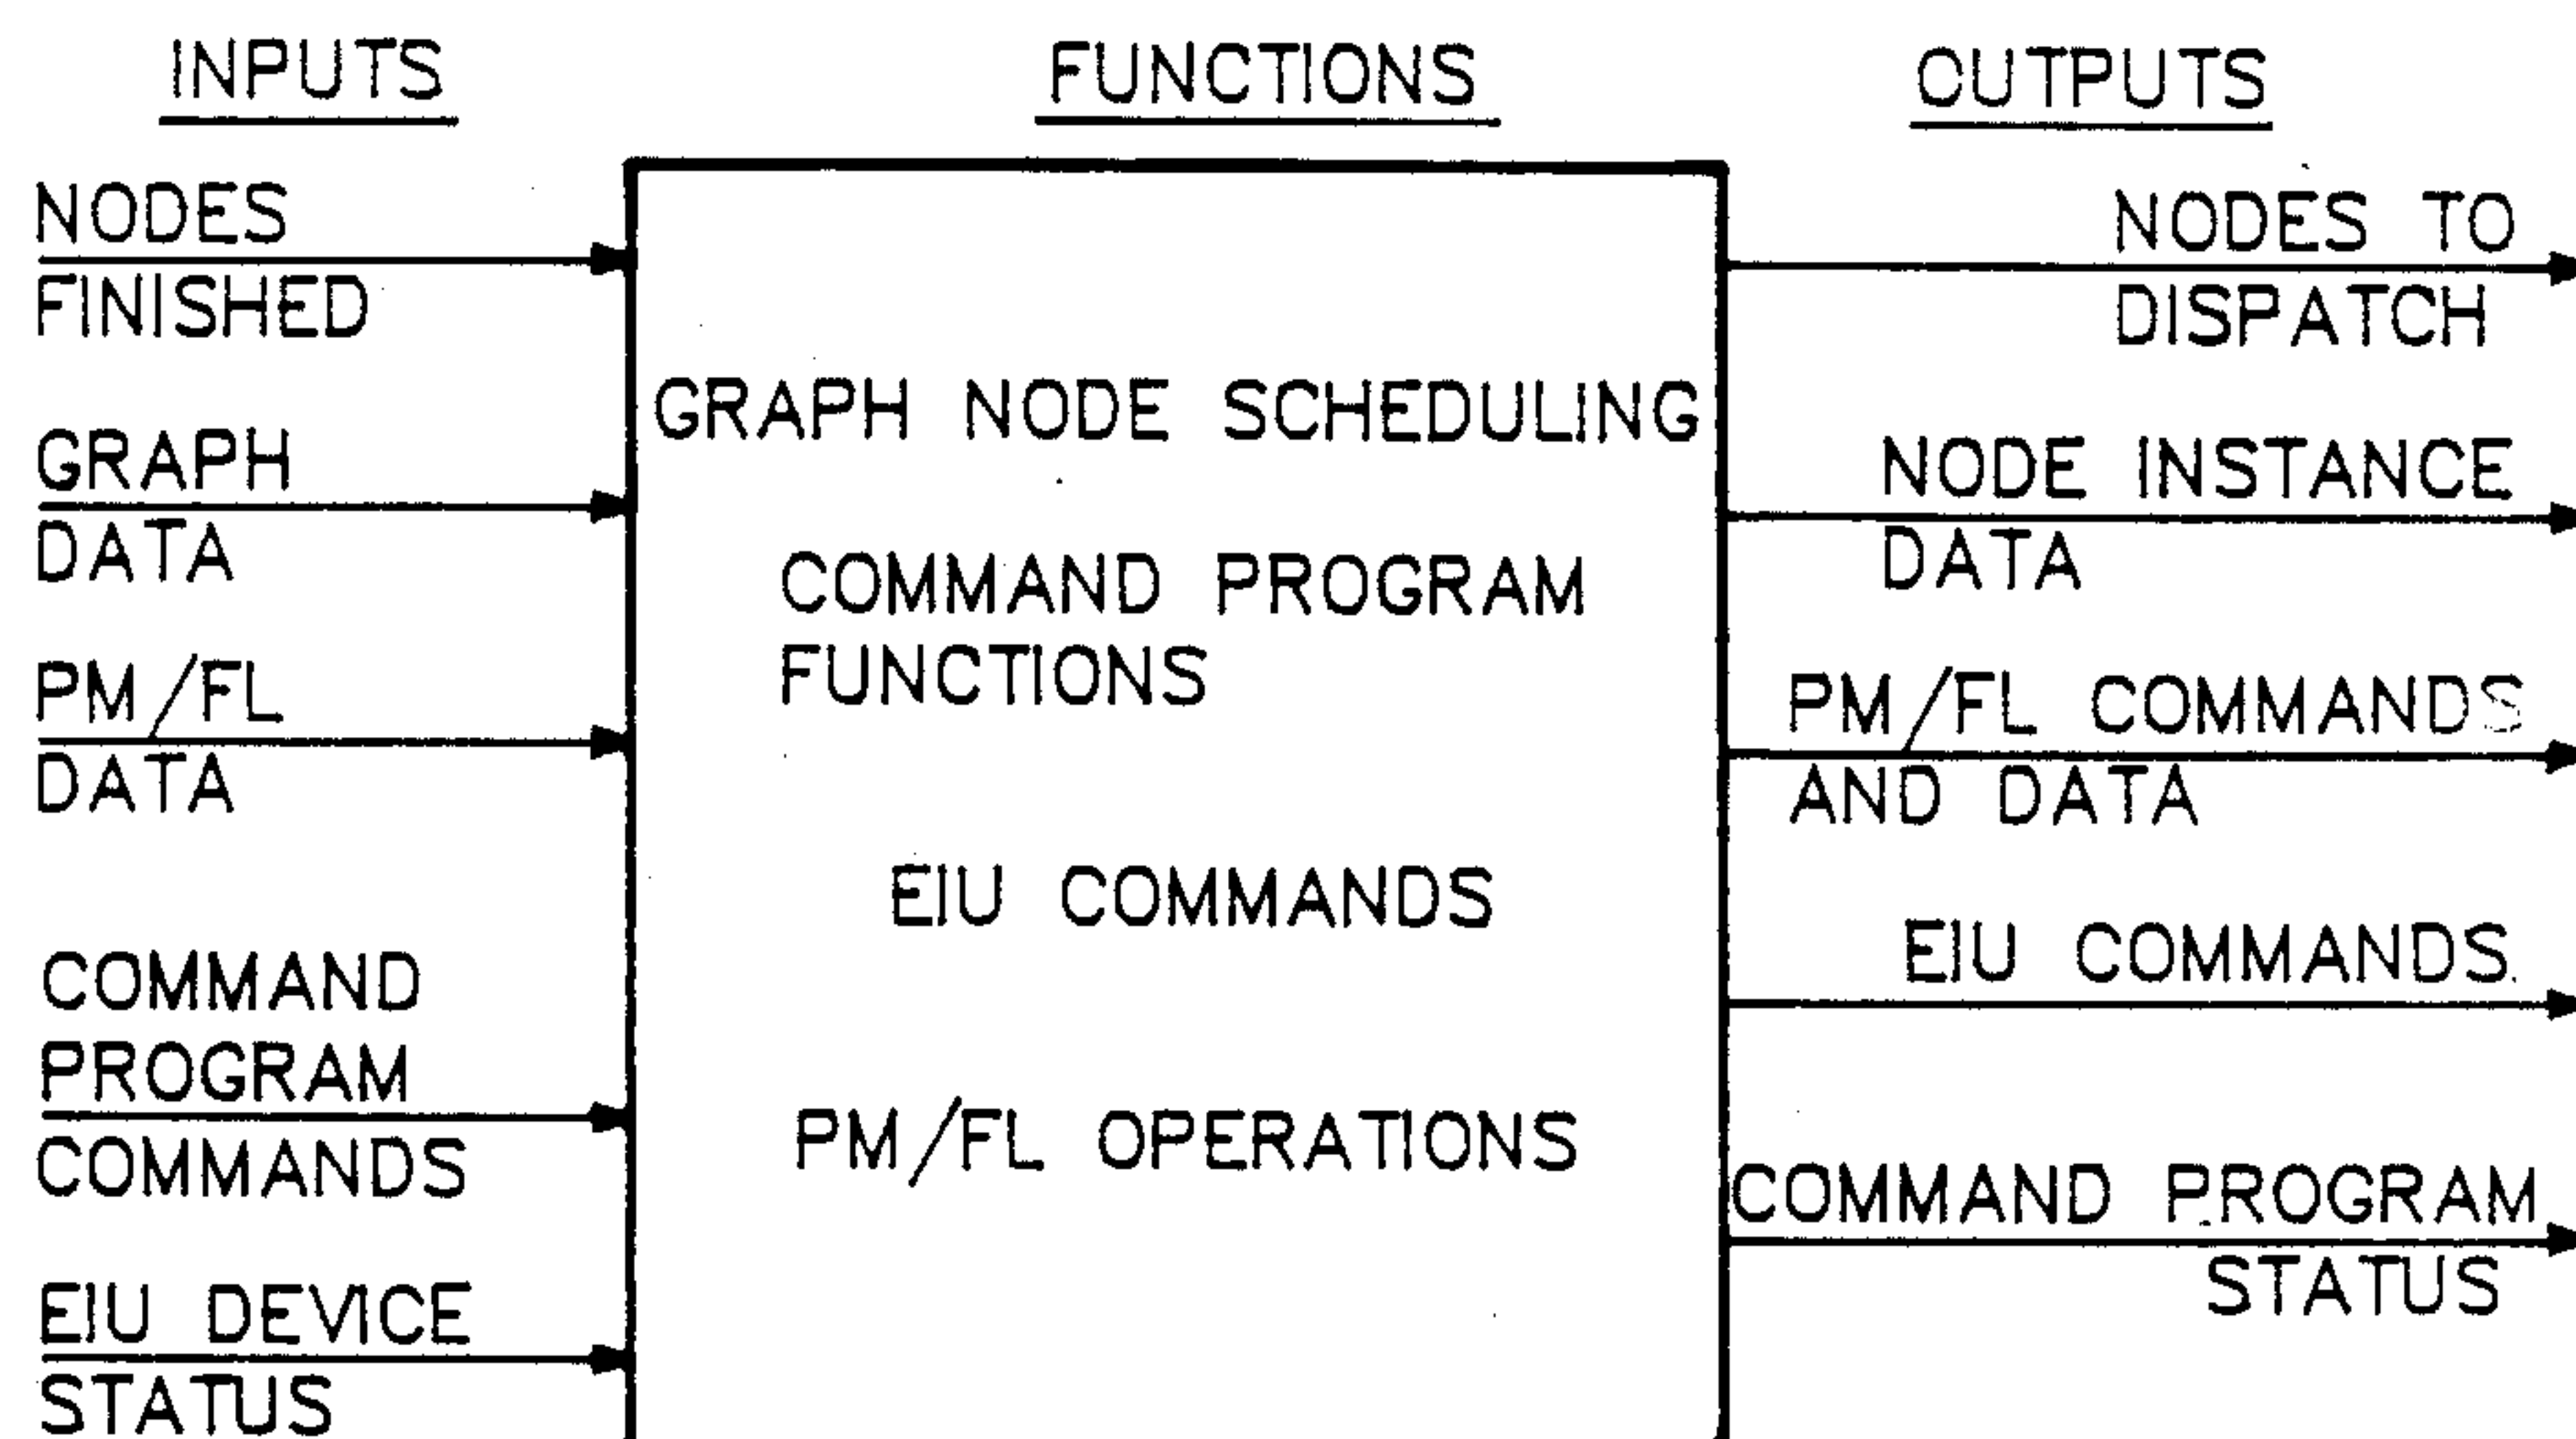 INPUTS
FUNCTIONS
OUTPUTS
NODES
FINISHED
GRAPH
DATA
PM/FL
DATA
COMMAND
PROGRAM
COMMANDS
EIU DEVICE
STATUS
GRAPH NODE SCHEDULING
COMMAND PROGRAM
FUNCTIONS
EIU COMMANDS
PM/FL OPERATIONS
NODES TO
DISPATCH
NODE INSTANCE
DATA
PM/FL COMMANDS
AND DATA
EIU COMMANDS
COMMAND PROGRAM
STATUS